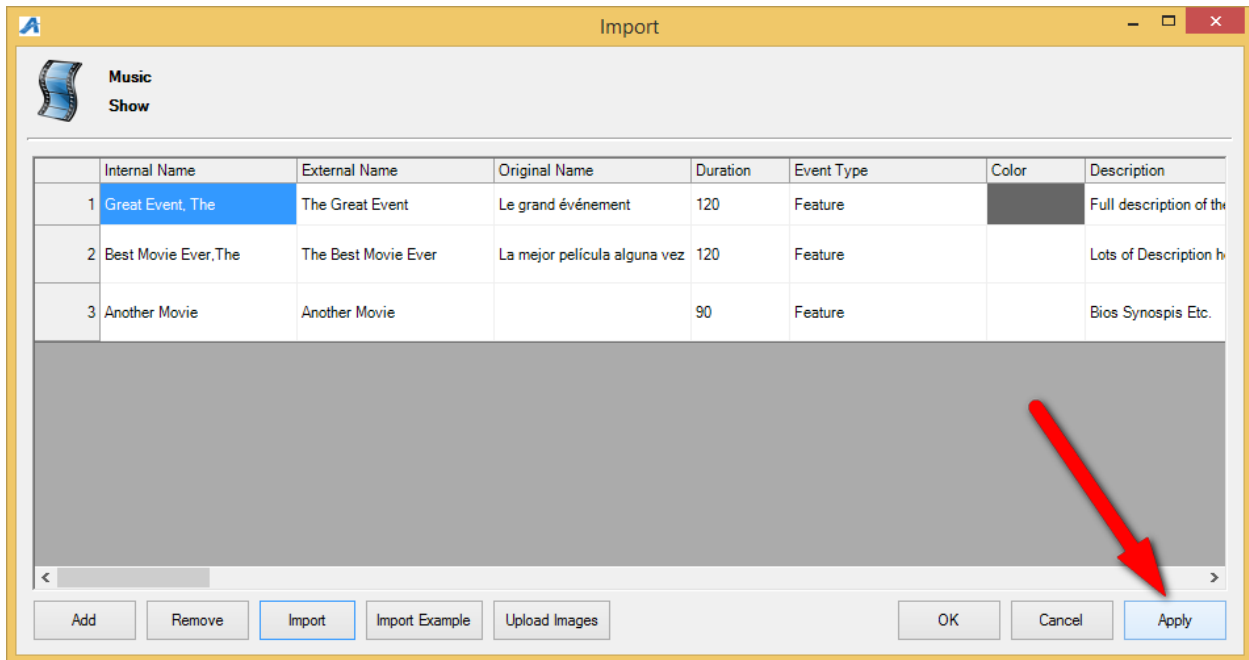 Import
Music
Show
Internal Name External Name Original Name Duration Event Type Color Description
1 Great Event, The The Great Event Le grand événement 120 Feature Full description of the
2 Best Movie Ever,The The Best Movie Ever La mejor película alguna vez 120 Feature Lots of Description h
3 Another Movie Another Movie 90 Feature Bios Synospis Etc.
Add Remove Import Import Example Upload Images OK Cancel Apply